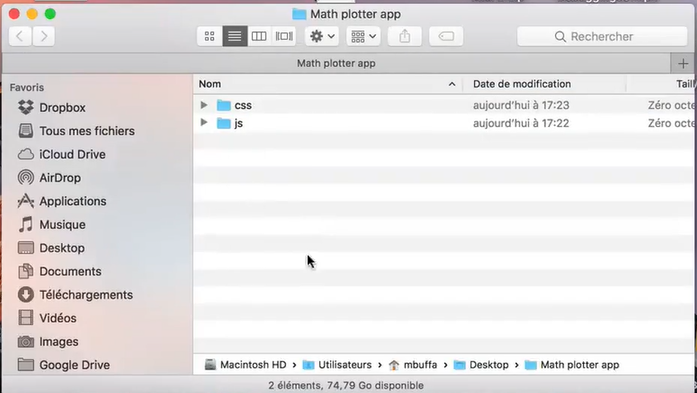 Math plotter app
Rechercher
Math plotter app
Favoris
Dropbox
Tous mes fichiers
iCloud Drive
AirDrop
Applications
Musique
Desktop
Documents
Téléchargements
Vidéos
Images
Google Drive
Nom Date de modification Taill
css aujourd'hui à 17:23 Zéro octe
js aujourd'hui à 17:22 Zéro octe
Macintosh HD › Utilisateurs › mbuffa › Desktop › Math plotter app
2 éléments, 74,79 Go disponible